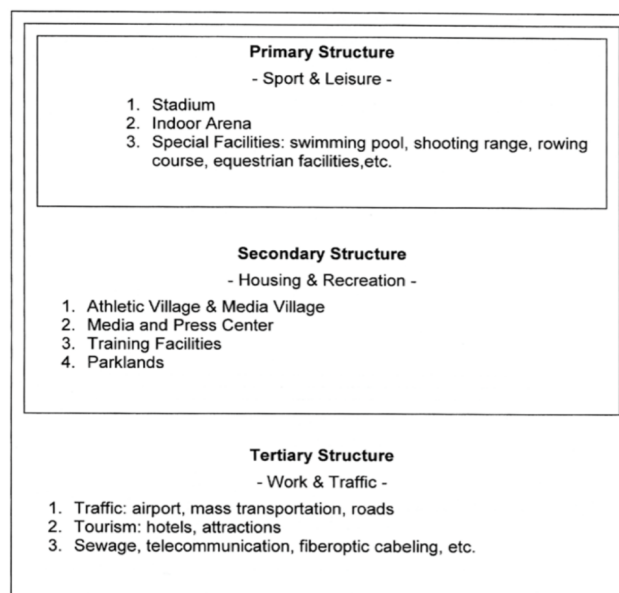 Primary Structure
- Sport & Leisure -
1. Stadium
2. Indoor Arena
3. Special Facilities: swimming pool, shooting range, rowing
course, equestrian facilities,etc.
Secondary Structure
- Housing & Recreation -
1. Athletic Village & Media Village
2. Media and Press Center
3. Training Facilities
4. Parklands
Tertiary Structure
- Work & Traffic -
1. Traffic: airport, mass transportation, roads
2. Tourism: hotels, attractions
3. Sewage, telecommunication, fiberoptic cabeling, etc.